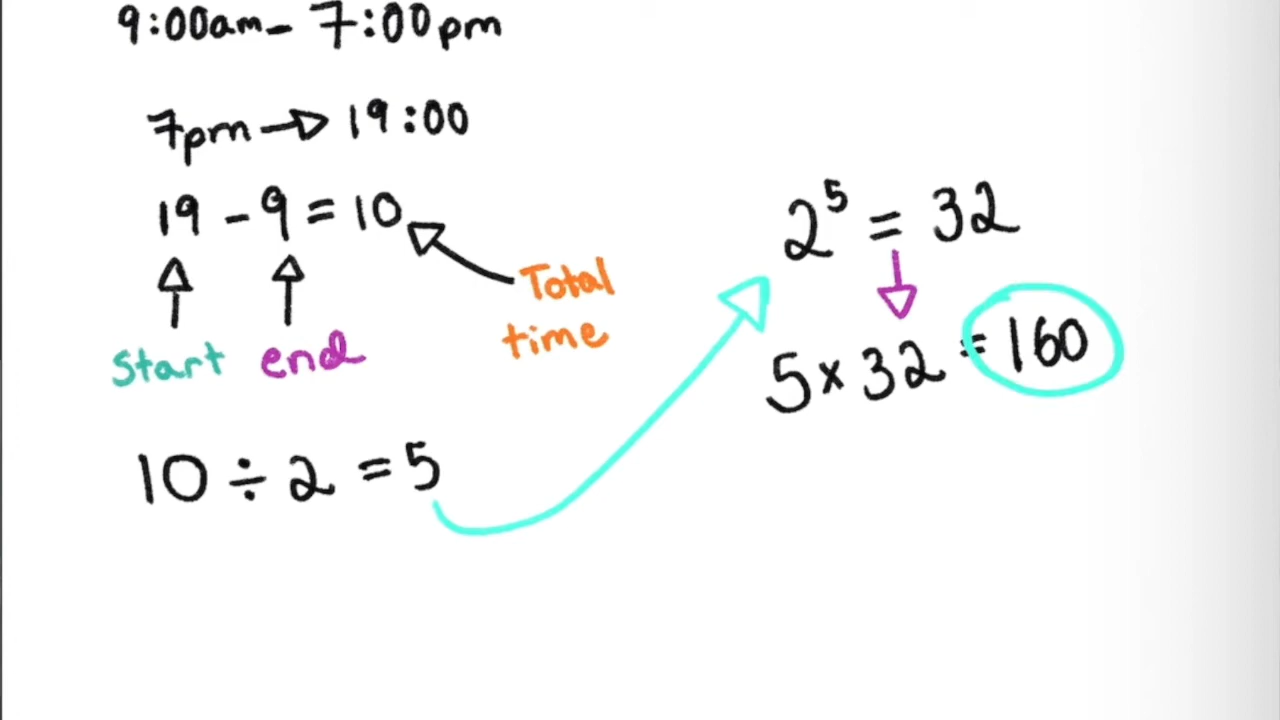 9:00am - 7:00pm
7pm → 19:00
19 - 9 = 10
Total
time
start end
10 ÷ 2 = 5
2⁵ = 32
5 x 32 = 160